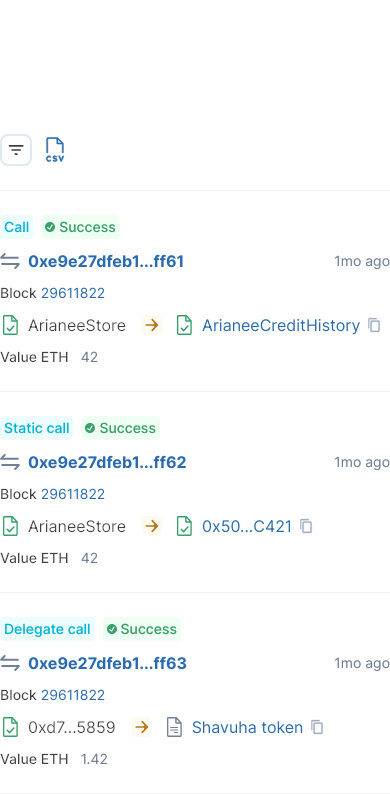 CSV
Call Success
0xe9e27dfeb1...ff61 1mo ago
Block 29611822
ArianeeStore → ArianeeCreditHistory
Value ETH 42
Static call Success
0xe9e27dfeb1...ff62 1mo ago
Block 29611822
ArianeeStore → 0x50...C421
Value ETH 42
Delegate call Success
0xe9e27dfeb1...ff63 1mo ago
Block 29611822
0xd7...5859 → Shavuha token
Value ETH 1.42